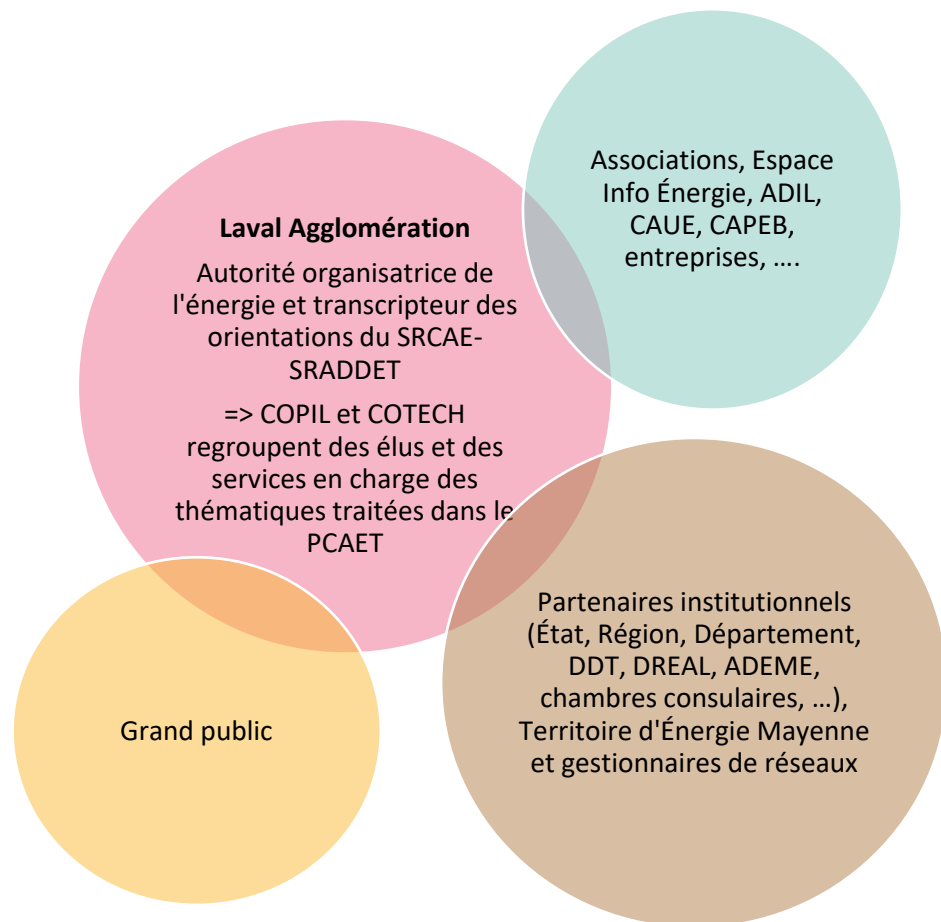 Laval Agglomération
Autorité organisatrice de
l'énergie et transcripteur des
orientations du SRCAE-
SRADDET
=> COPIL et COTECH
regroupent des élus et des
services en charge des
thématiques traitées dans le
PCAET
Associations, Espace
Info Énergie, ADIL,
CAUE, CAPEB,
entreprises, ....
Partenaires institutionnels
(État, Région, Département,
DDT, DREAL, ADEME,
chambres consulaires, …),
Territoire d'Énergie Mayenne
et gestionnaires de réseaux
Grand public